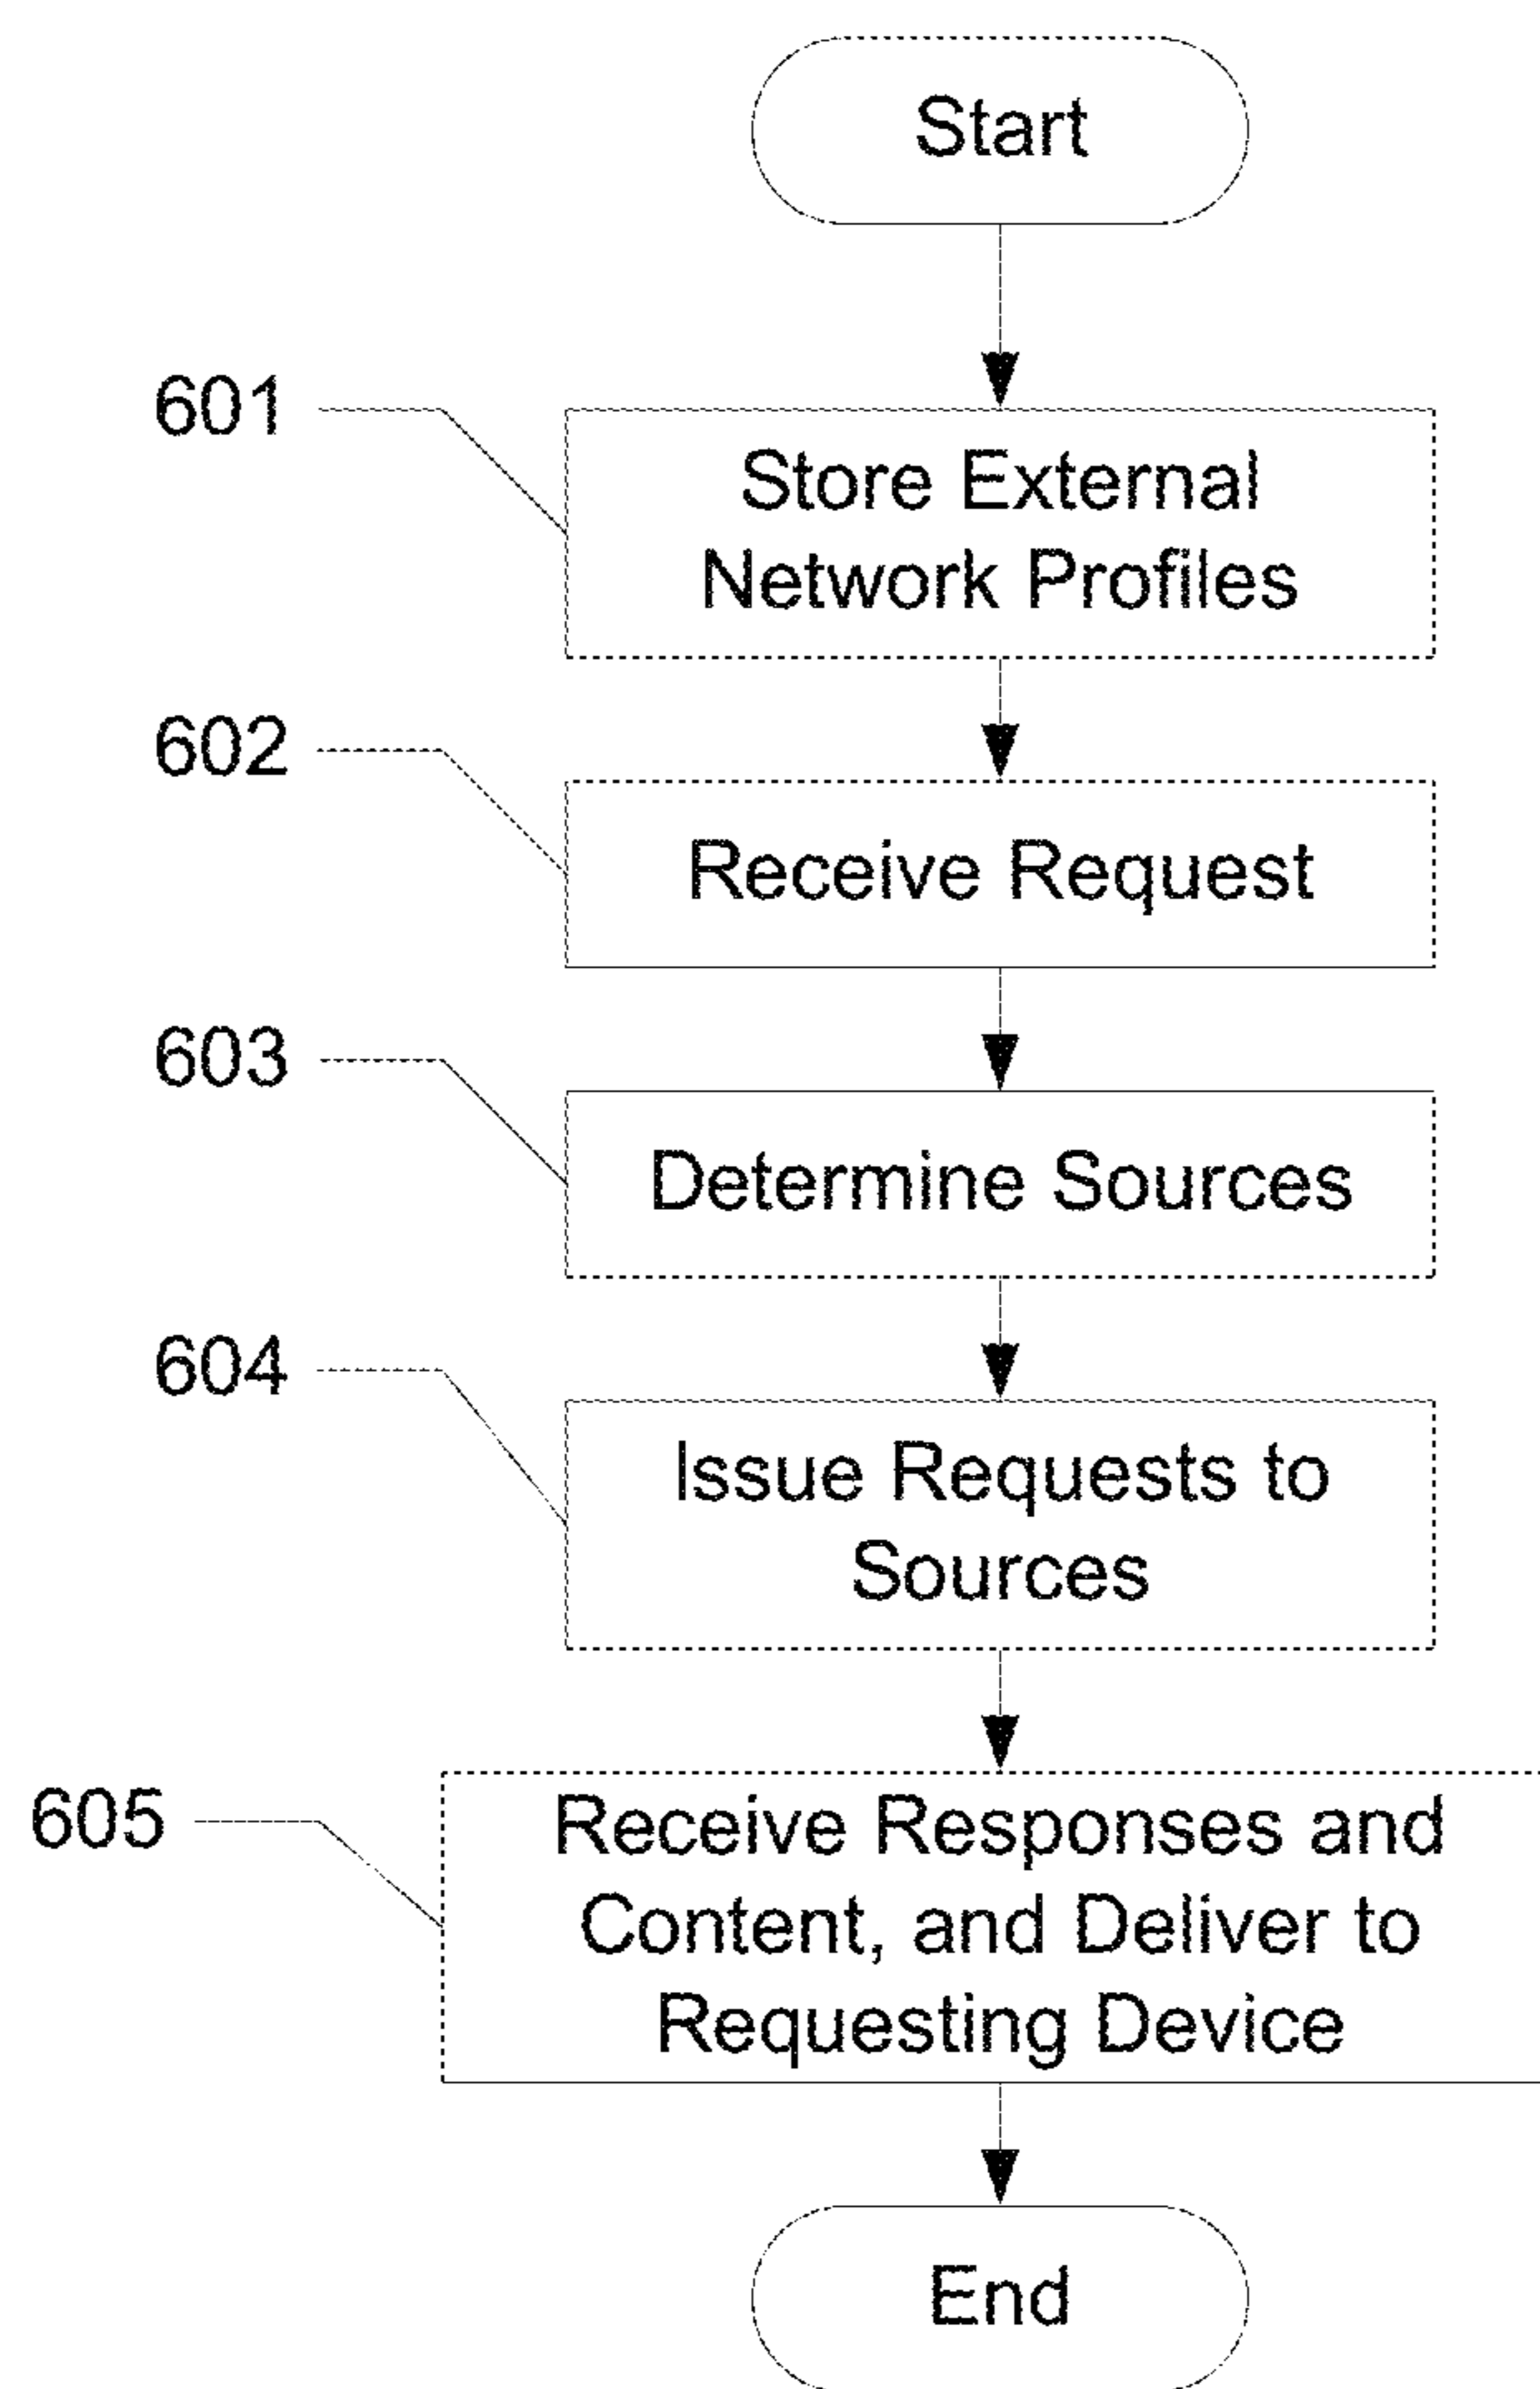 Start
601
Store External
Network Profiles
602
Receive Request
603
Determine Sources
604
Issue Requests to
Sources
605
Receive Responses and
Content, and Deliver to
Requesting Device
End